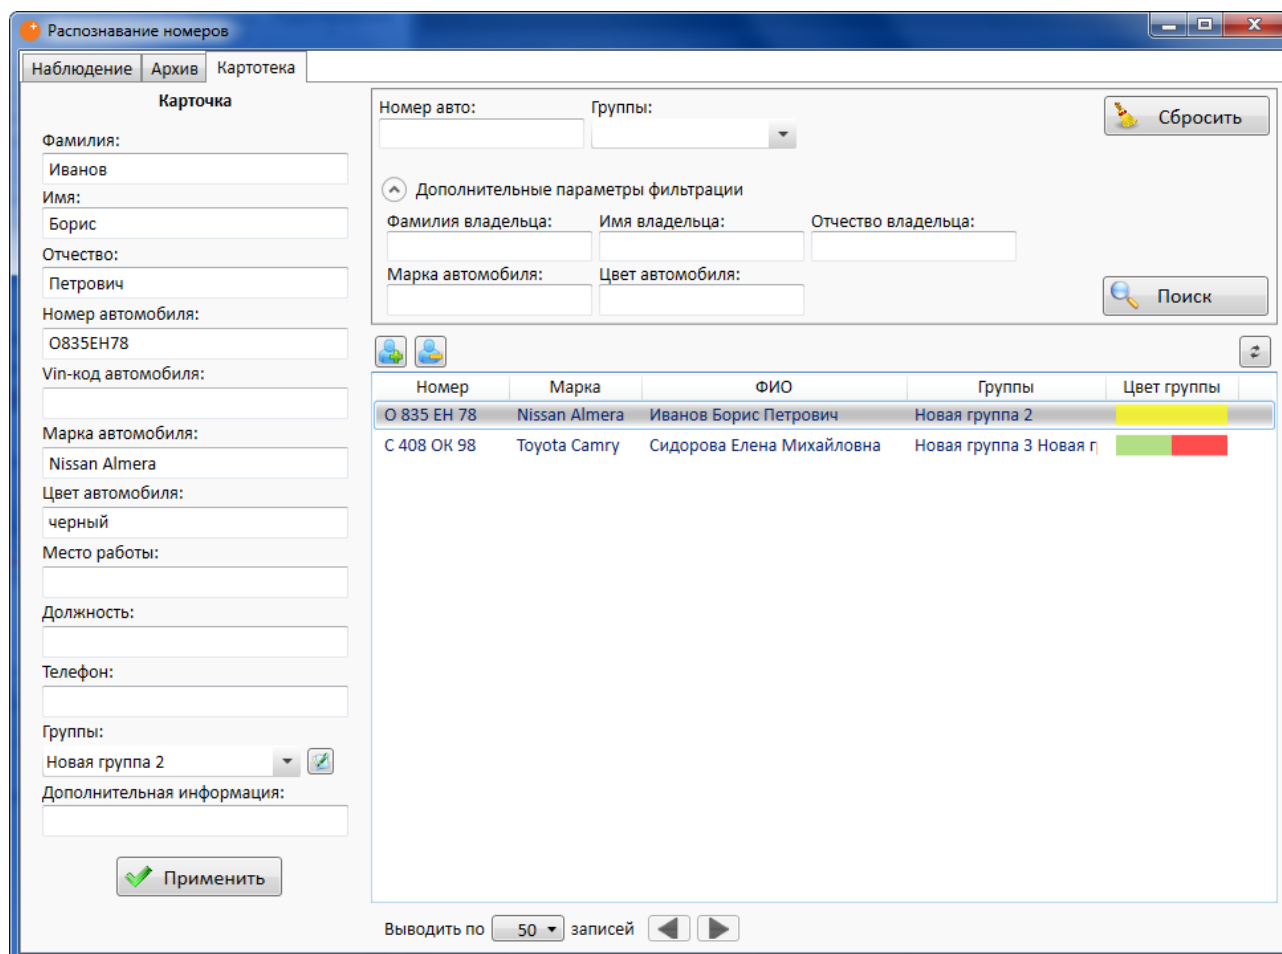 Распознавание номеров
Наблюдение Архив Картотека
Карточка
Фамилия:
Иванов
Имя:
Борис
Отчество:
Петрович
Номер автомобиля:
О835ЕН78
Vin-код автомобиля:
Марка автомобиля:
Nissan Almera
Цвет автомобиля:
черный
Место работы:
Должность:
Телефон:
Группы:
Новая группа 2
Дополнительная информация:
Применить
Номер авто: Группы:
Сбросить
Дополнительные параметры фильтрации
Фамилия владельца: Имя владельца: Отчество владельца:
Марка автомобиля: Цвет автомобиля:
Поиск
Номер Марка ФИО Группы Цвет группы
О 835 ЕН 78 Nissan Almera Иванов Борис Петрович Новая группа 2
С 408 ОК 98 Toyota Camry Сидорова Елена Михайловна Новая группа 3 Новая г
Выводить по 50 записей